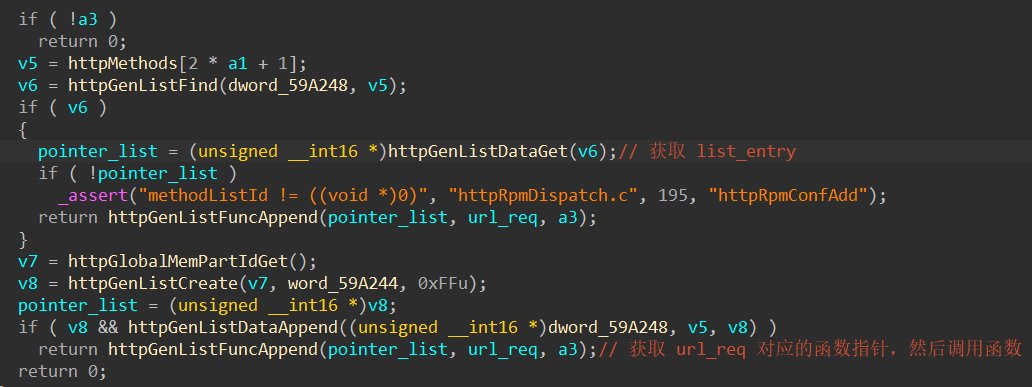 if ( !a3 )
  return 0;
v5 = httpMethods[2 * a1 + 1];
v6 = httpGenListFind(dword_59A248, v5);
if ( v6 )
{
  pointer_list = (unsigned __int16 *)httpGenListDataGet(v6);// 获取 list_entry
  if ( !pointer_list )
    _assert("methodListId != ((void *)0)", "httpRpmDispatch.c", 195, "httpRpmConfAdd");
  return httpGenListFuncAppend(pointer_list, url_req, a3);
}
v7 = httpGlobalMemPartIdGet();
v8 = httpGenListCreate(v7, word_59A244, 0xFFu);
pointer_list = (unsigned __int16 *)v8;
if ( v8 && httpGenListDataAppend((unsigned __int16 *)dword_59A248, v5, v8) )
  return httpGenListFuncAppend(pointer_list, url_req, a3);// 获取 url_req 对应的函数指针，然后调用函数
return 0;